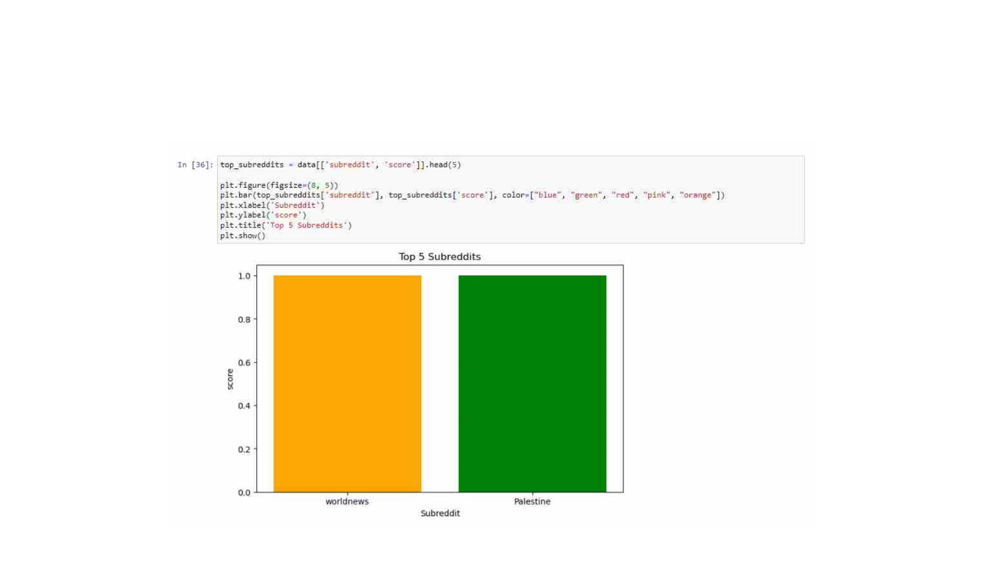 In [36]: top_subreddits = data[['subreddit', 'score']].head(5)
plt.figure(figsize=(8, 5))
plt.bar(top_subreddits['subreddit'], top_subreddits['score'], color=["blue", "green", "red", "pink", "orange"])
plt.xlabel('Subreddit')
plt.ylabel('score')
plt.title('Top 5 Subreddits')
plt.show()
Top 5 Subreddits
1.0
0.8
0.6
0.4
0.2
0.0
score
worldnews Palestine
Subreddit